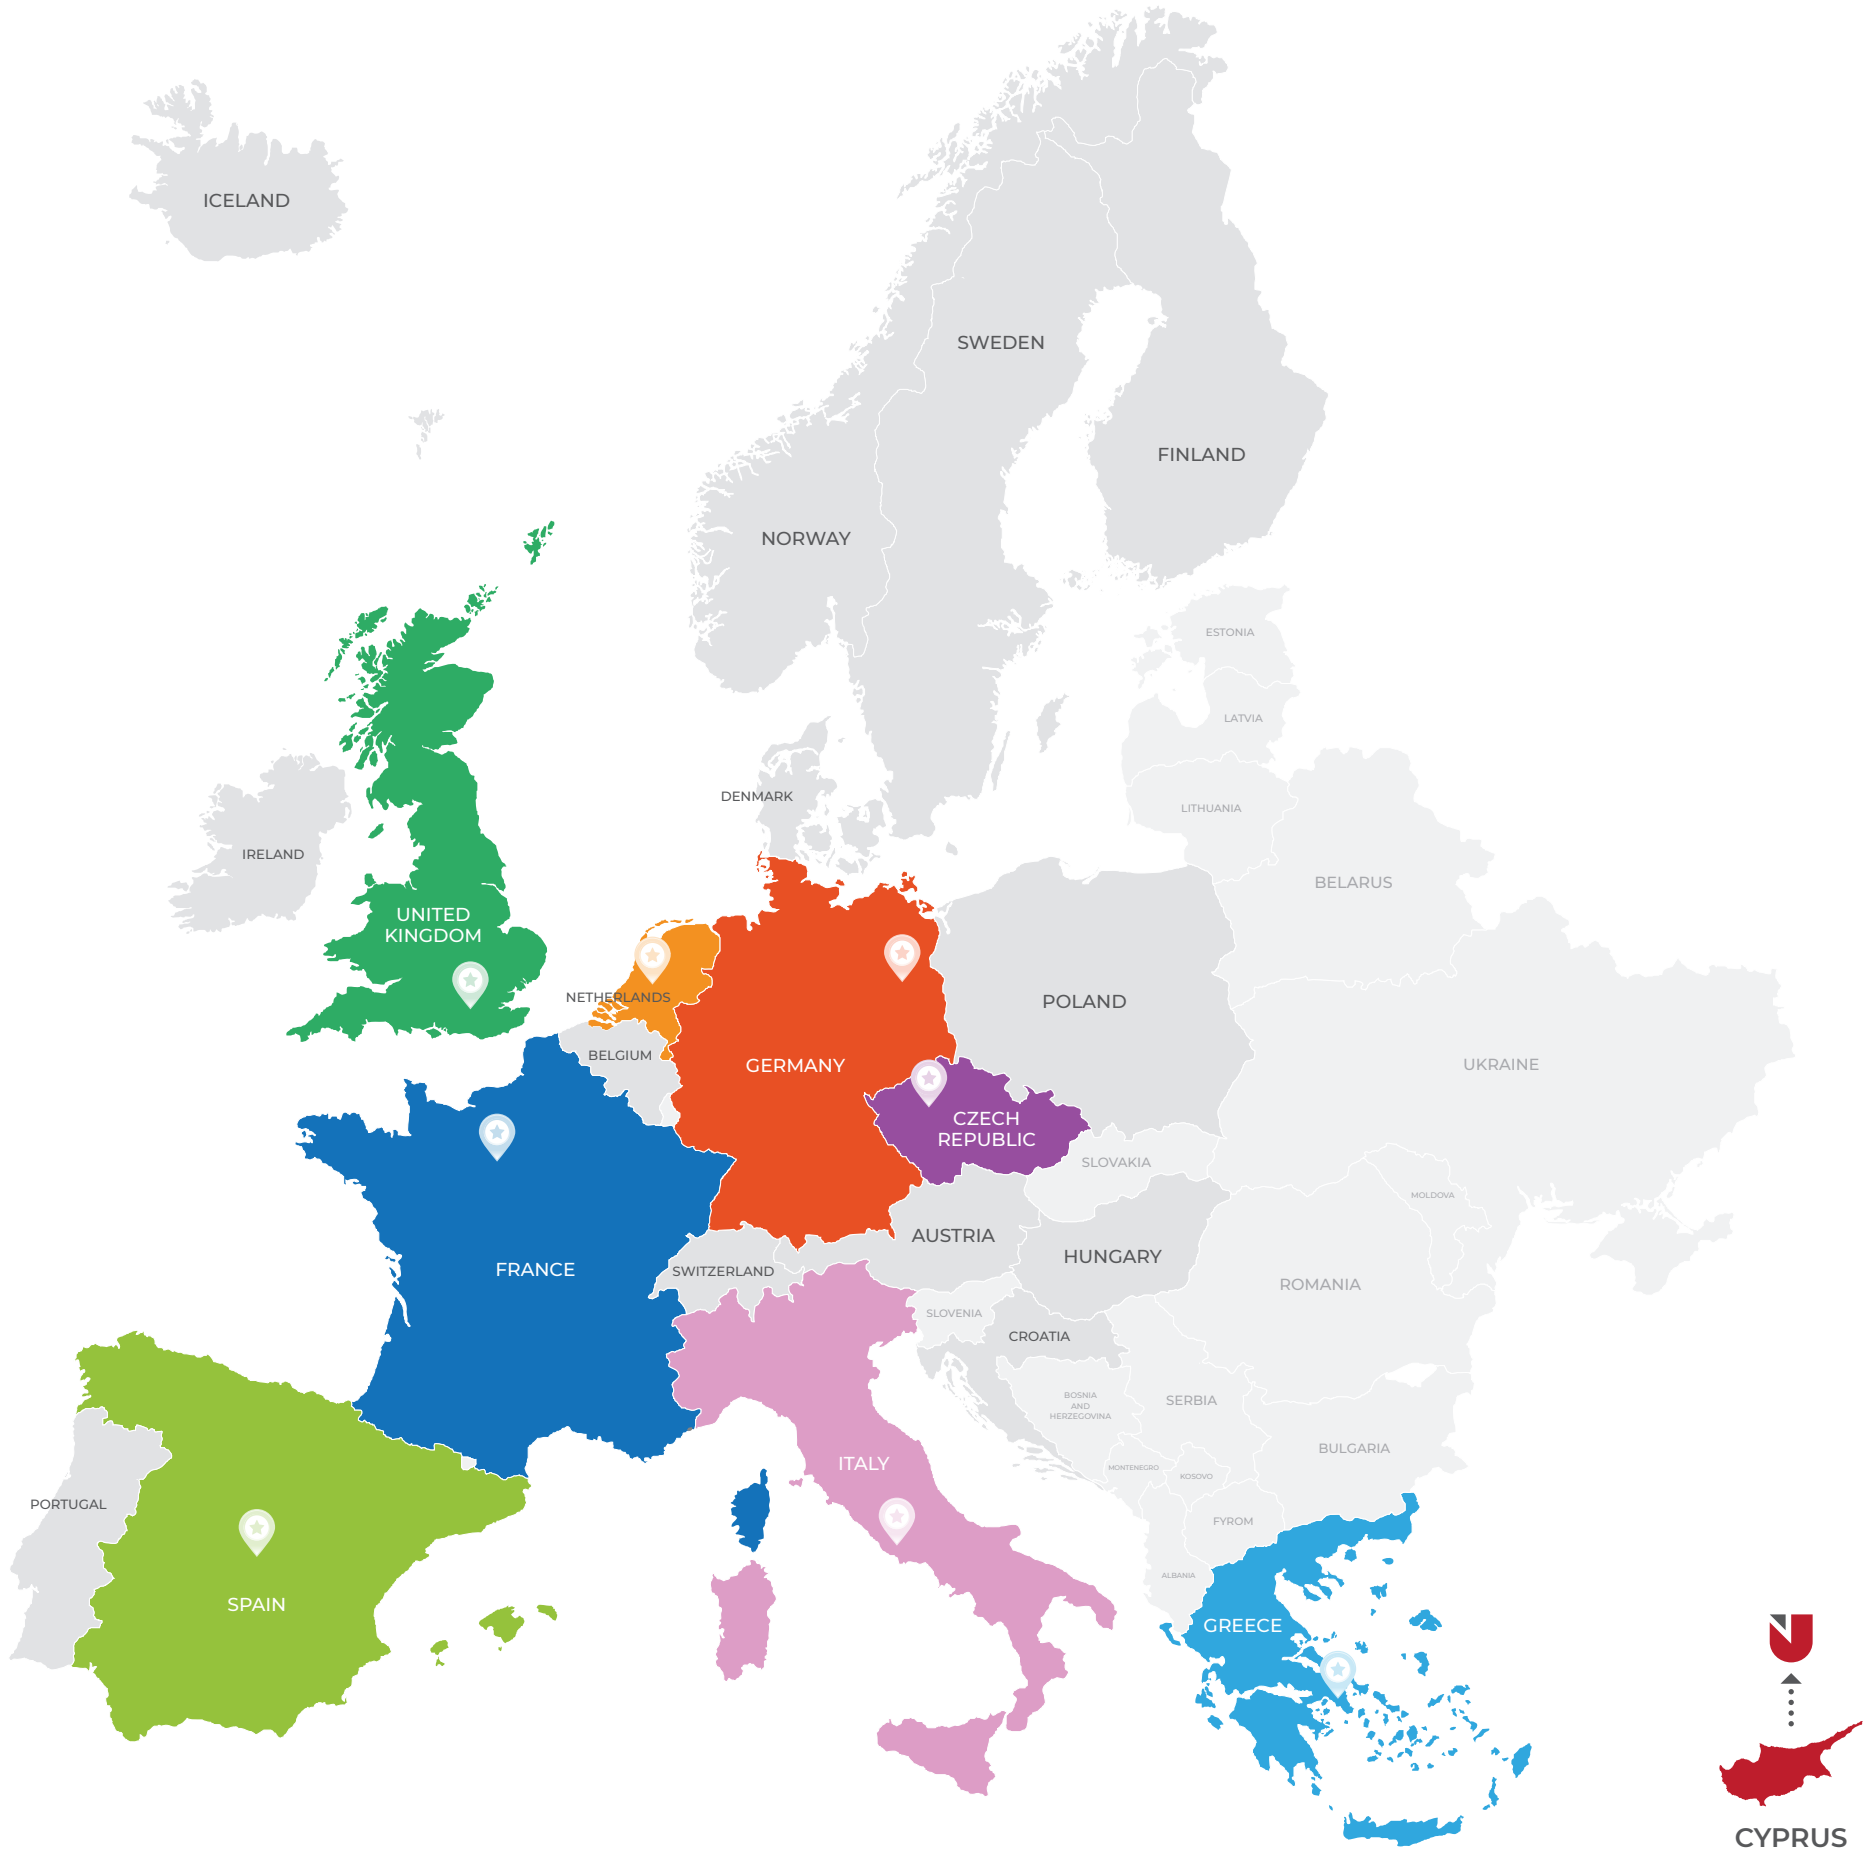 ICELAND
SWEDEN
FINLAND
NORWAY
ESTONIA
LATVIA
DENMARK
LITHUANIA
IRELAND
BELARUS
UNITED
KINGDOM
NETHERLANDS
POLAND
BELGIUM
GERMANY
UKRAINE
CZECH
REPUBLIC
SLOVAKIA
MOLDOVA
AUSTRIA
HUNGARY
FRANCE
SWITZERLAND
ROMANIA
SLOVENIA
CROATIA
BOSNIA
AND
HERZEGOVINA
SERBIA
BULGARIA
ITALY
MONTENEGRO
KOSOVO
PORTUGAL
FYROM
ALBANIA
SPAIN
GREECE
CYPRUS